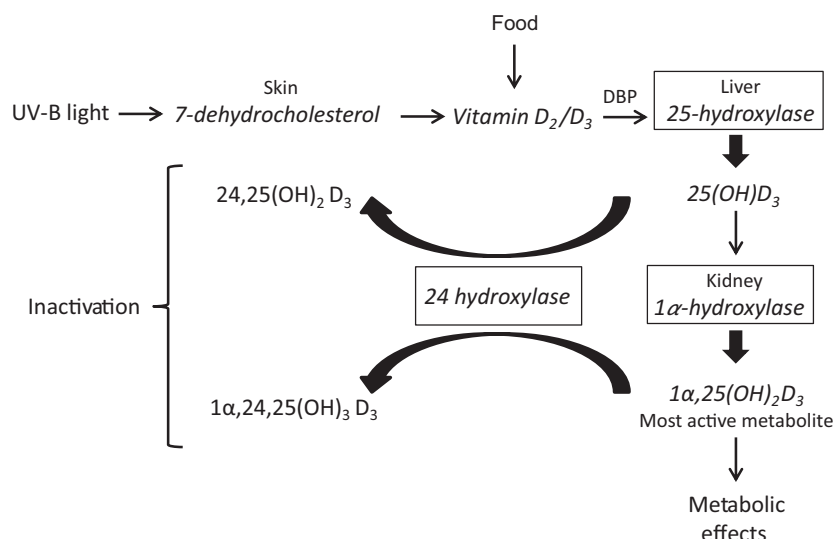 Food
UV-B light
Skin
7-dehydrocholesterol
Vitamin D₂/D₃
DBP
Liver
25-hydroxylase
24,25(OH)₂ D₃
25(OH)D₃
Inactivation
24 hydroxylase
Kidney
1α-hydroxylase
1α,24,25(OH)₃ D₃
1α,25(OH)₂D₃
Most active metabolite
Metabolic
effects